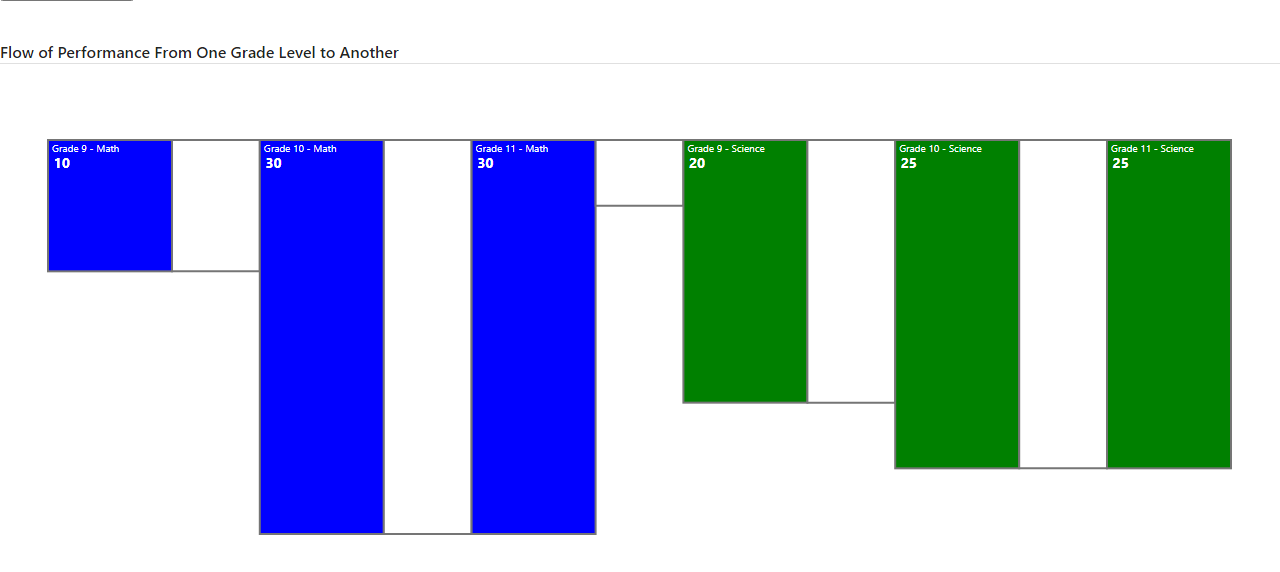 Flow of Performance From One Grade Level to Another
Grade 9 - Math
10
Grade 10 - Math
30
Grade 11 - Math
30
Grade 9 - Science
20
Grade 10 - Science
25
Grade 11 - Science
25